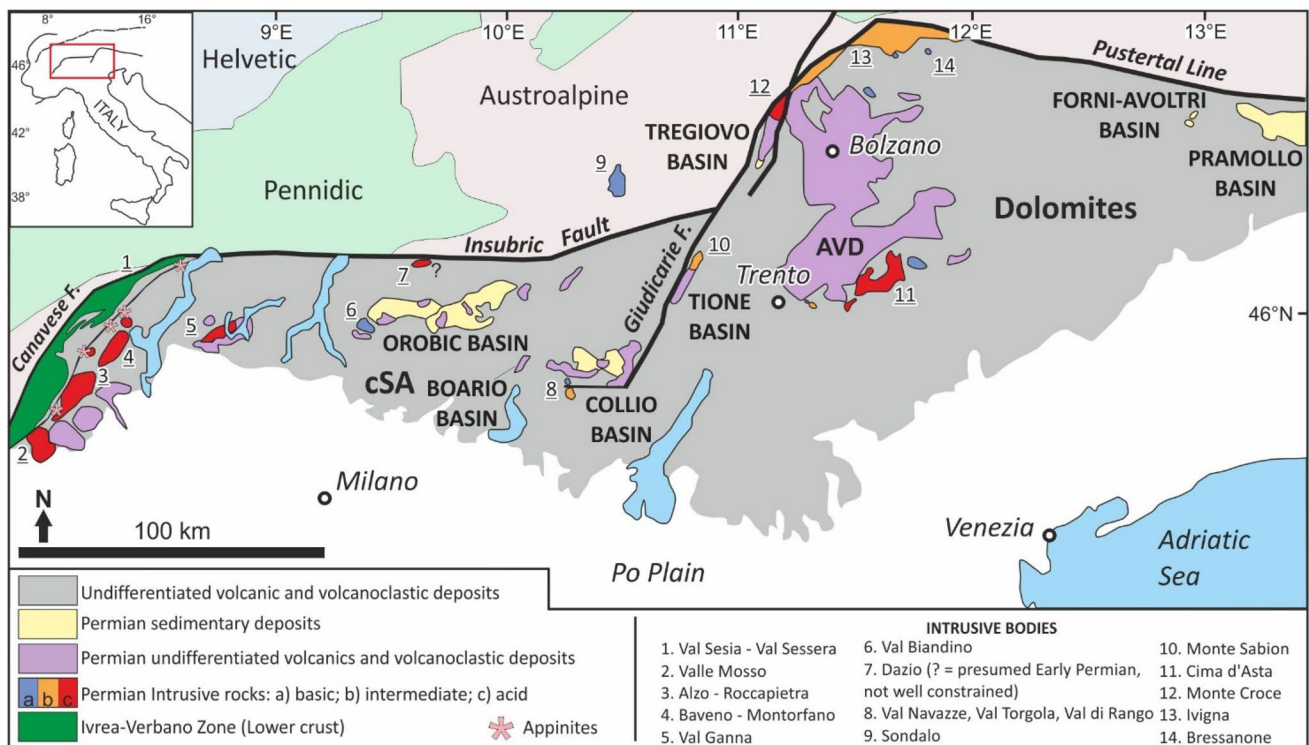 8° 16°
46°
42°
38°
ITALY
9°E 10°E 11°E 12°E 13°E
46°N
Helvetic
Austroalpine
Pennidic
Pustertal Line
Insubric Fault
Canavese F.
Giudicarie F.
TREGIOVO
BASIN
Bolzano
FORNI-AVOLTRI
BASIN
PRAMOLLO
BASIN
Dolomites
AVD
Trento
TIONE
BASIN
OROBIC BASIN
cSA
BOARIO
BASIN
COLLIO
BASIN
1
2
3
4
5
6
7 ?
8
9
10
11
12
13
14
Milano
Venezia
Adriatic
Sea
Po Plain
N
100 km
Undifferentiated volcanic and volcanoclastic deposits
Permian sedimentary deposits
Permian undifferentiated volcanics and volcanoclastic deposits
a b c Permian Intrusive rocks: a) basic; b) intermediate; c) acid
Ivrea-Verbano Zone (Lower crust)
Appinites
INTRUSIVE BODIES
1. Val Sesia - Val Sessera
2. Valle Mosso
3. Alzo - Roccapietra
4. Baveno - Montorfano
5. Val Ganna
6. Val Biandino
7. Dazio (? = presumed Early Permian,
not well constrained)
8. Val Navazze, Val Torgola, Val di Rango
9. Sondalo
10. Monte Sabion
11. Cima d'Asta
12. Monte Croce
13. Ivigna
14. Bressanone